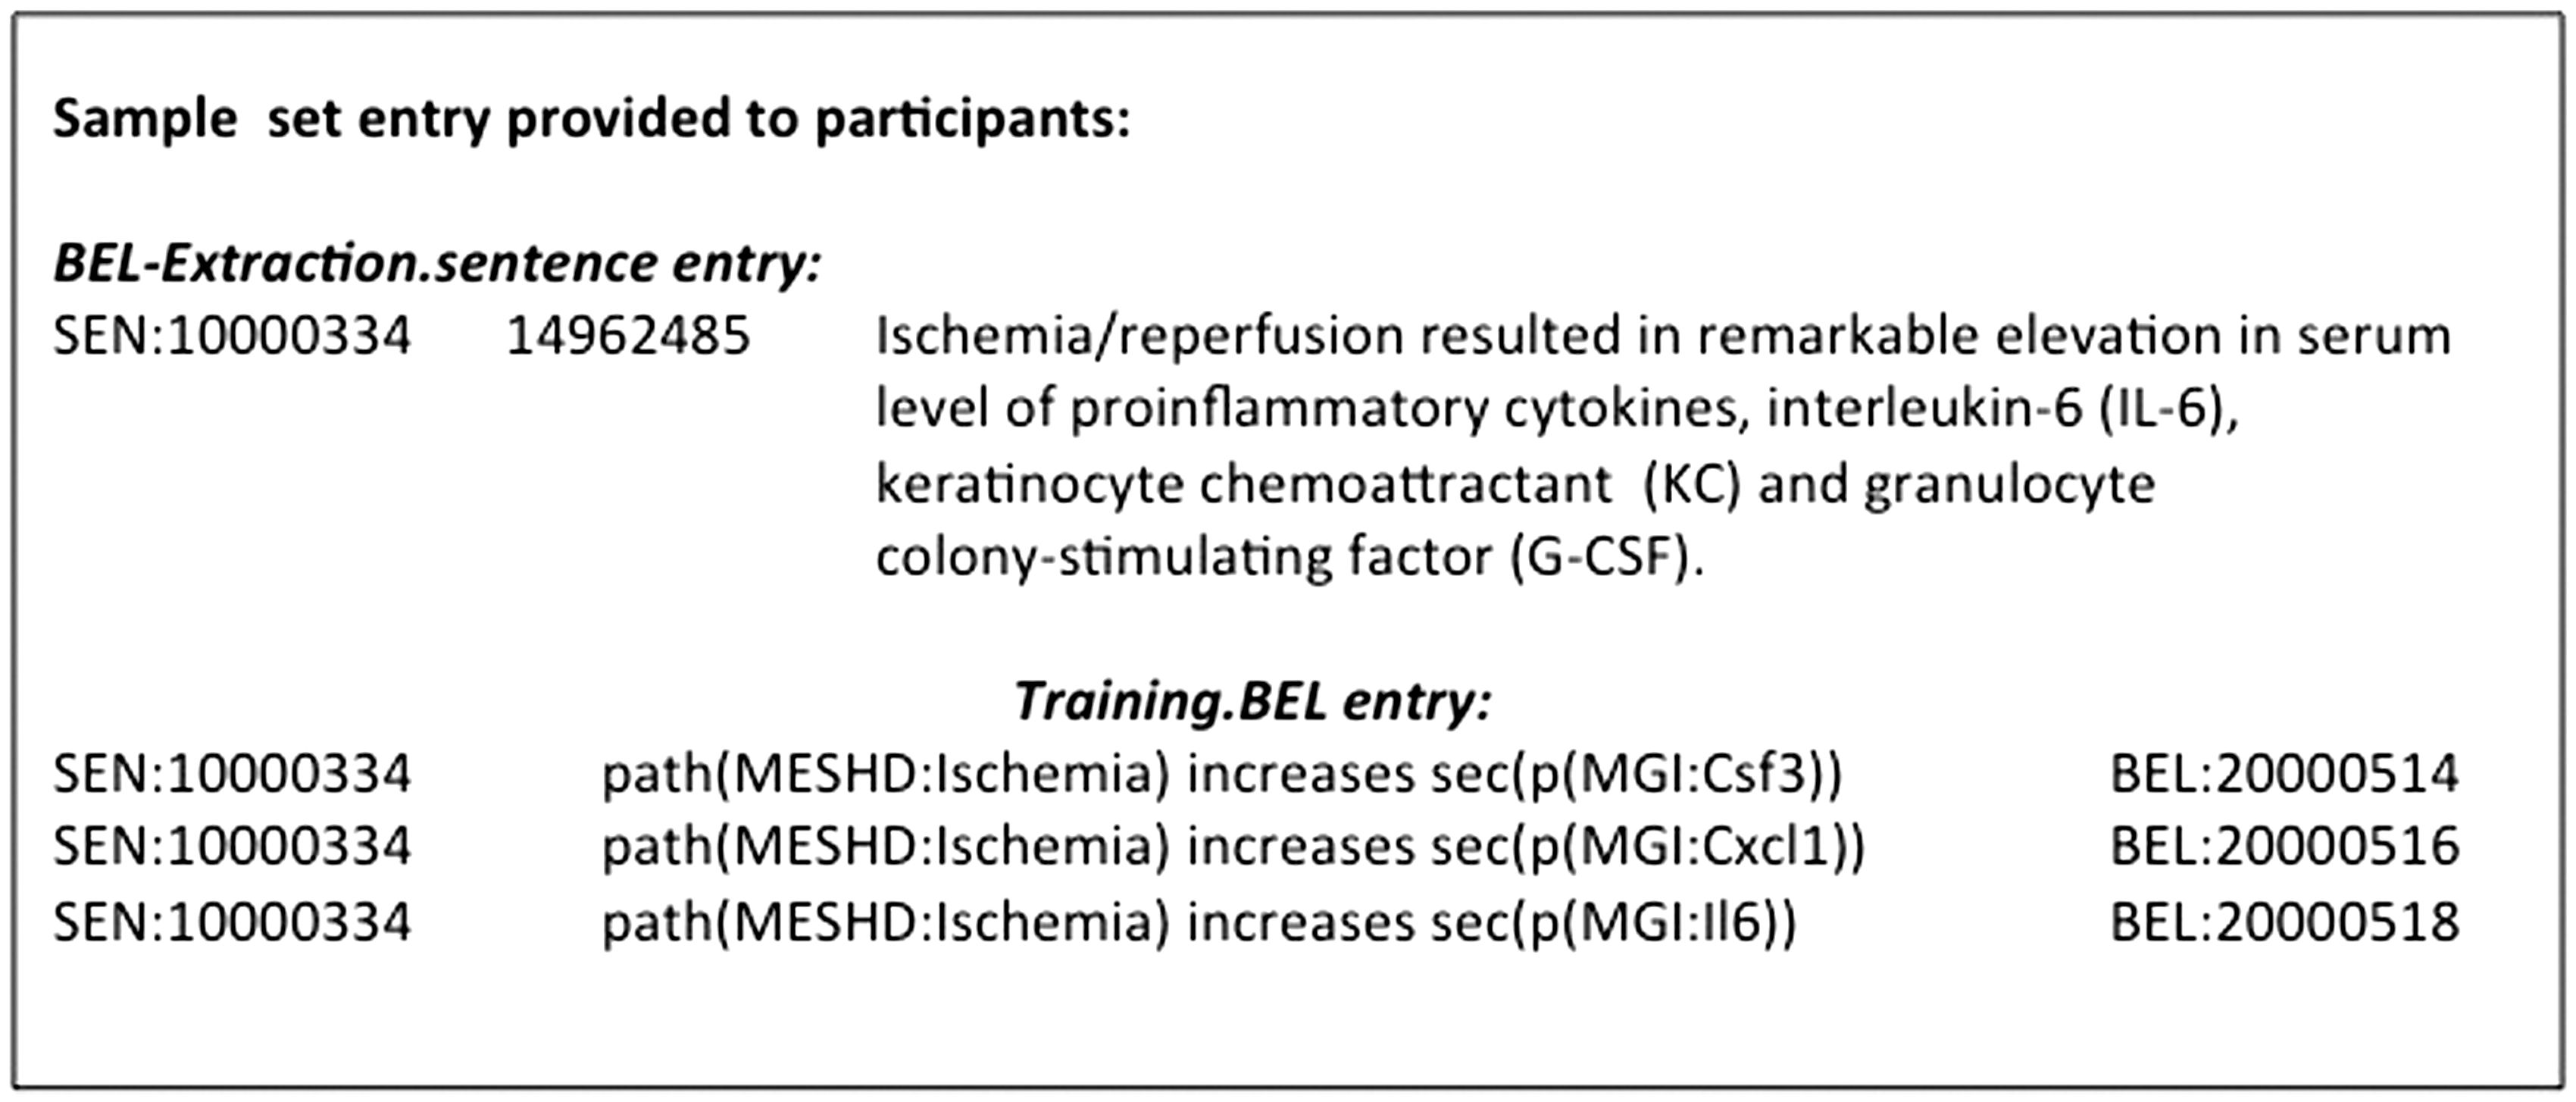 Sample set entry provided to participants:
BEL-Extraction.sentence entry:
SEN:10000334 14962485 Ischemia/reperfusion resulted in remarkable elevation in serum
level of proinflammatory cytokines, interleukin-6 (IL-6),
keratinocyte chemoattractant (KC) and granulocyte
colony-stimulating factor (G-CSF).
Training.BEL entry:
SEN:10000334 path(MESHD:Ischemia) increases sec(p(MGI:Csf3)) BEL:20000514
SEN:10000334 path(MESHD:Ischemia) increases sec(p(MGI:Cxcl1)) BEL:20000516
SEN:10000334 path(MESHD:Ischemia) increases sec(p(MGI:Il6)) BEL:20000518